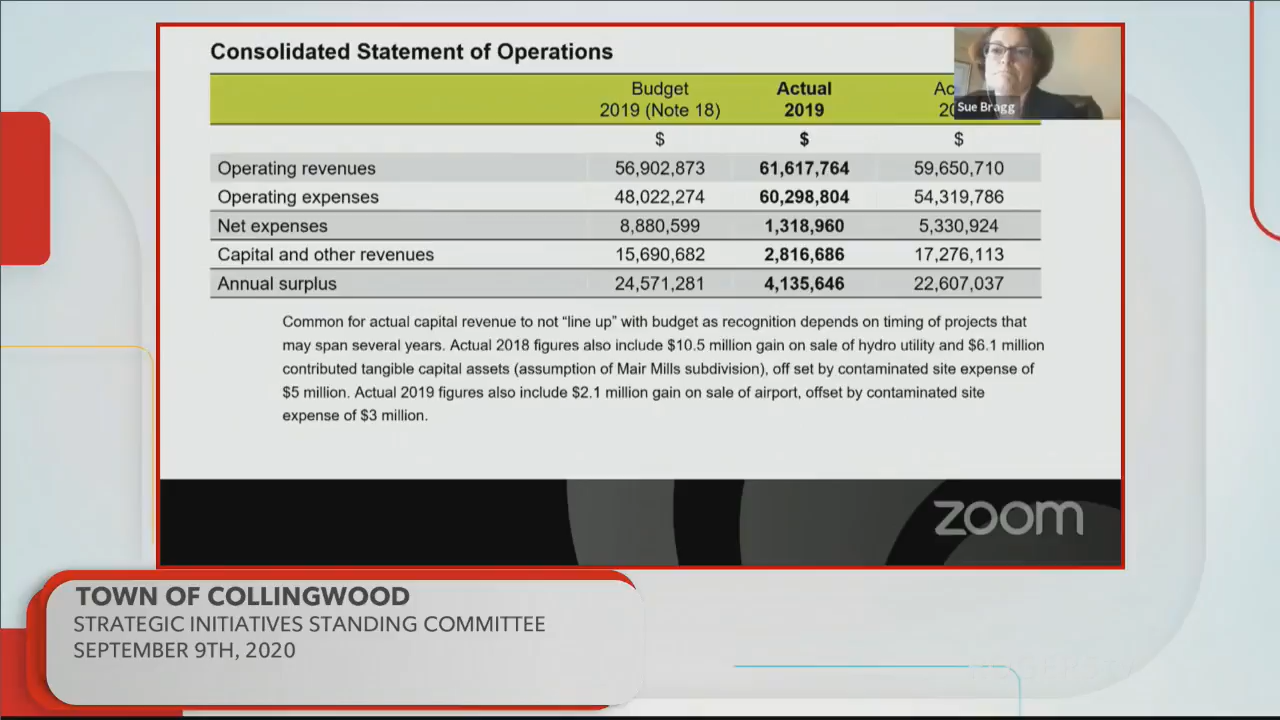 Consolidated Statement of Operations
Budget Actual
2019 (Note 18) 2019
Sue Bragg
$ $ $
Operating revenues 56,902,873 61,617,764 59,650,710
Operating expenses 48,022,274 60,298,804 54,319,786
Net expenses 8,880,599 1,318,960 5,330,924
Capital and other revenues 15,690,682 2,816,686 17,276,113
Annual surplus 24,571,281 4,135,646 22,607,037
Common for actual capital revenue to not “line up” with budget as recognition depends on timing of projects that
may span several years. Actual 2018 figures also include $10.5 million gain on sale of hydro utility and $6.1 million
contributed tangible capital assets (assumption of Mair Mills subdivision), off set by contaminated site expense of
$5 million. Actual 2019 figures also include $2.1 million gain on sale of airport, offset by contaminated site
expense of $3 million.
zoom
TOWN OF COLLINGWOOD
STRATEGIC INITIATIVES STANDING COMMITTEE
SEPTEMBER 9TH, 2020